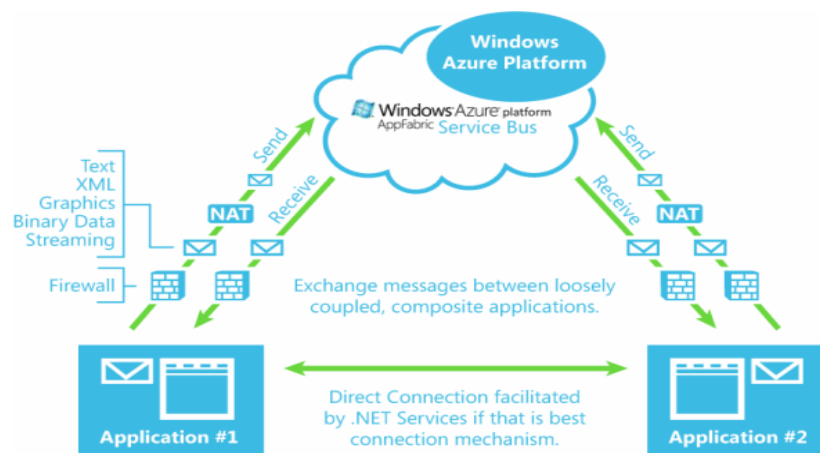 Windows
Azure Platform
Windows Azure platform
AppFabric Service Bus
Send
Send
Receive
Receive
Text
XML
Graphics
Binary Data
Streaming
NAT
NAT
Firewall
Exchange messages between loosely
coupled, composite applications.
Direct Connection facilitated
by .NET Services if that is best
connection mechanism.
Application #1
Application #2